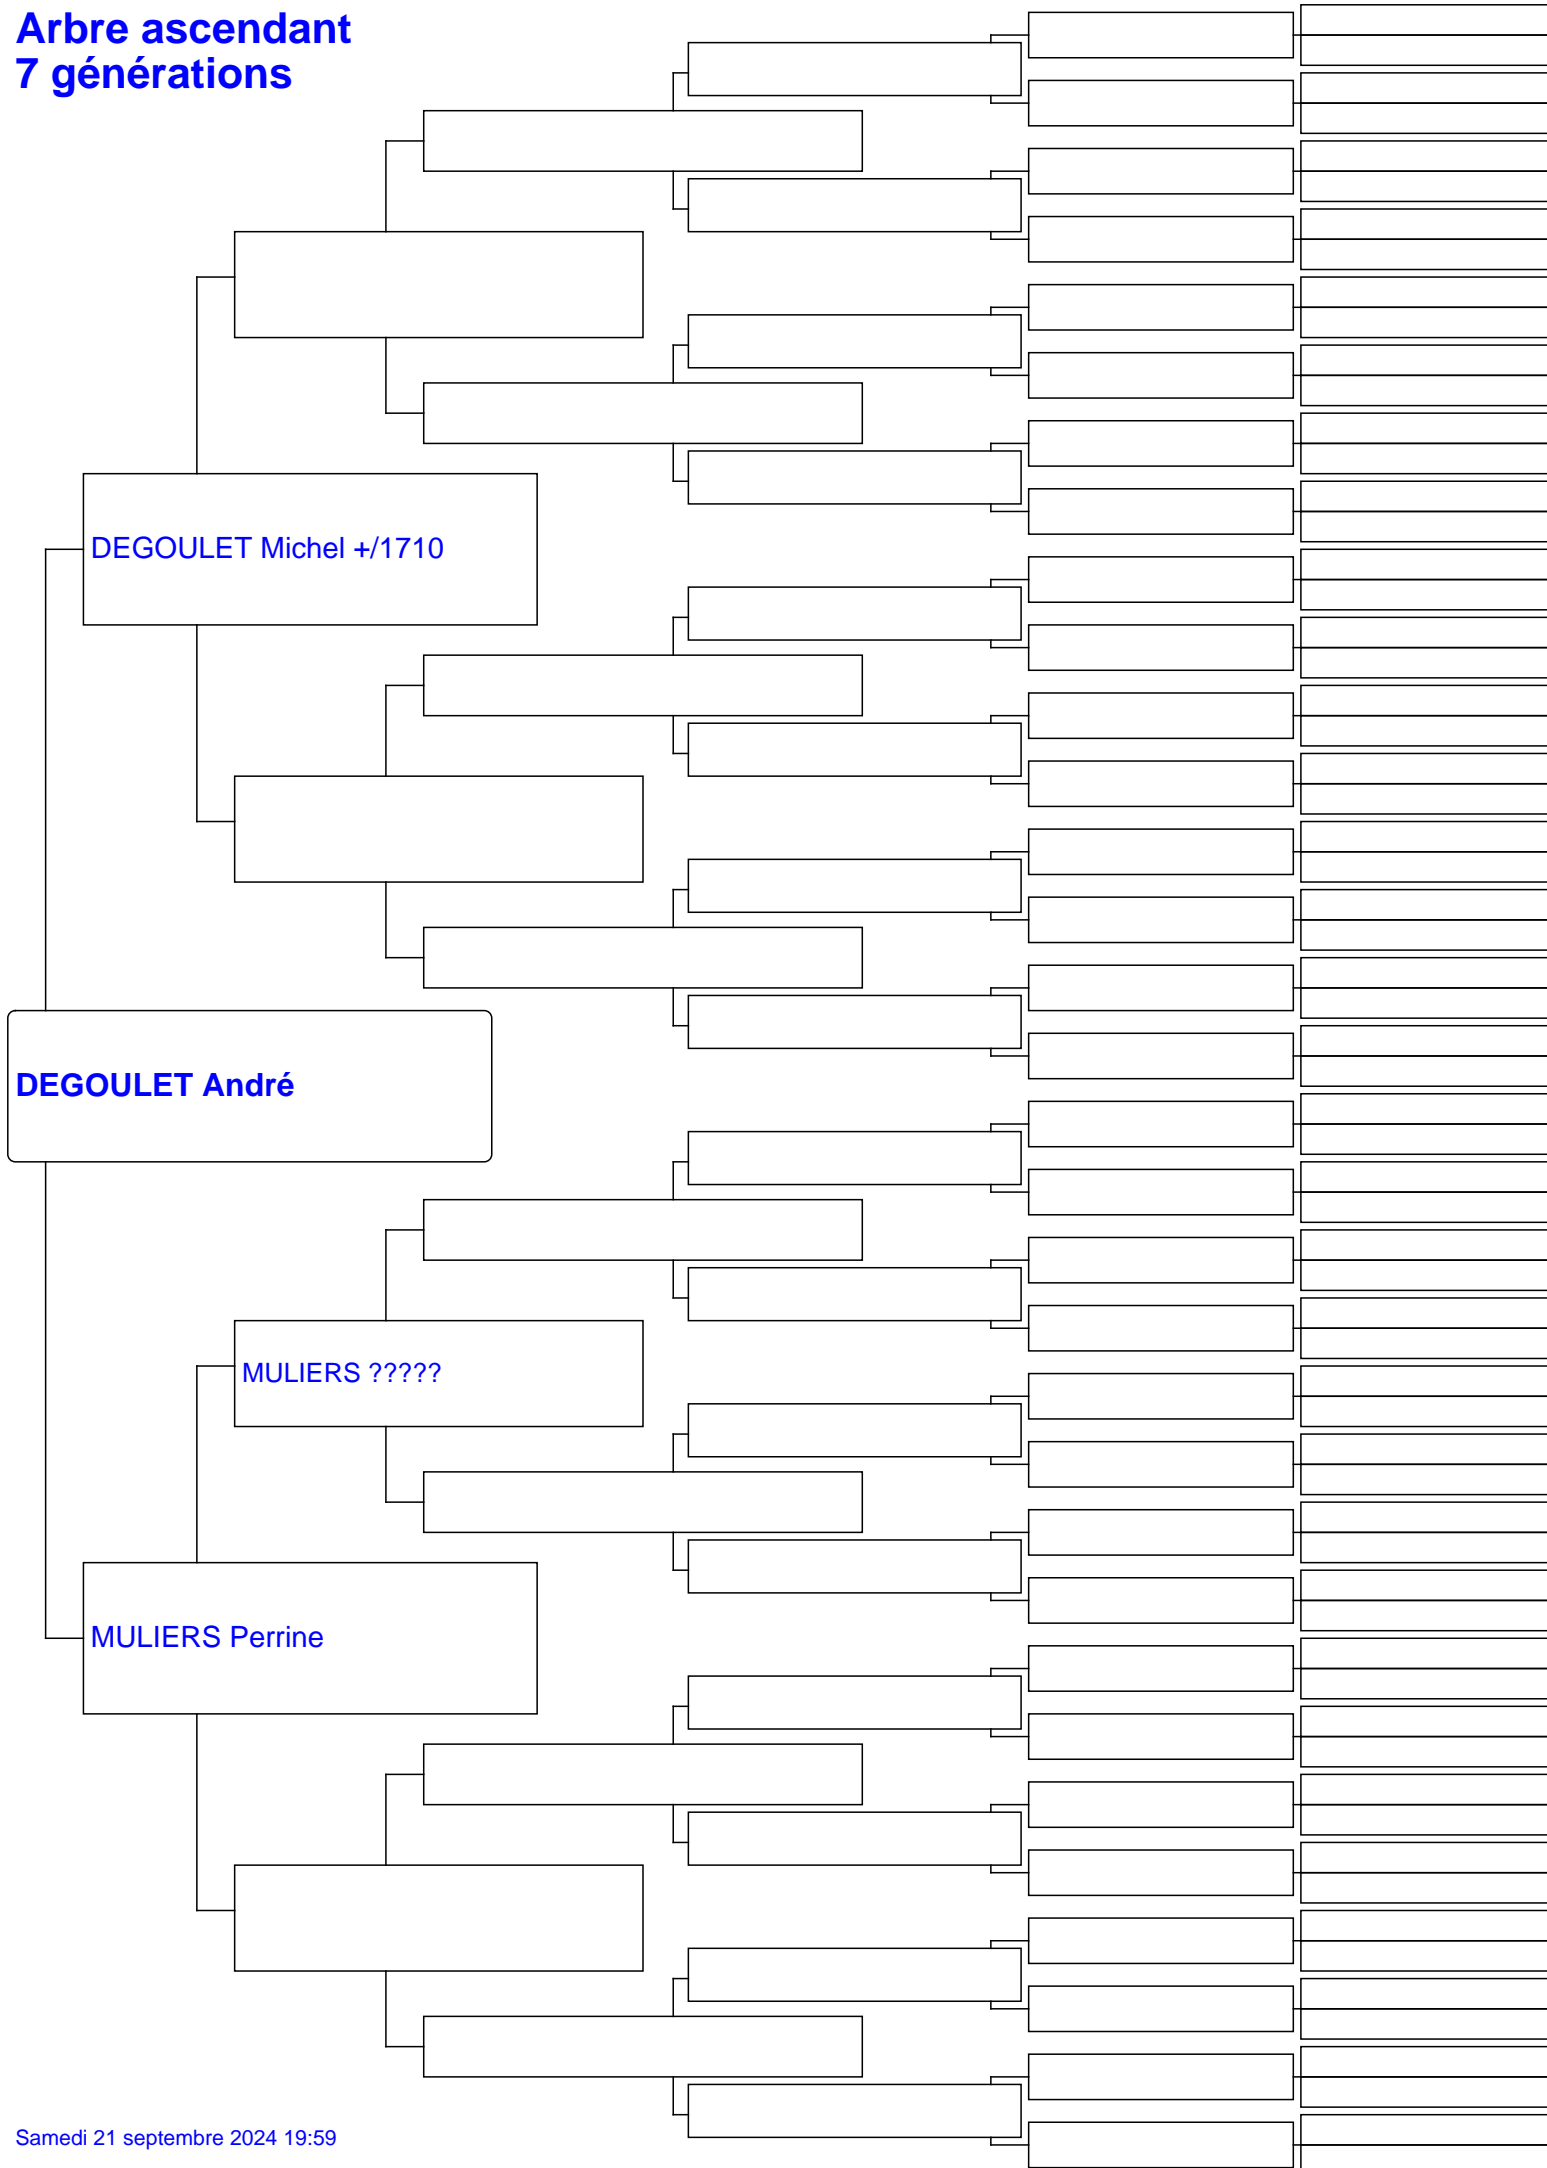 Arbre ascendant
7 générations
DEGOULET Michel +/1710
DEGOULET André
MULIERS ?????
MULIERS Perrine
Samedi 21 septembre 2024 19:59